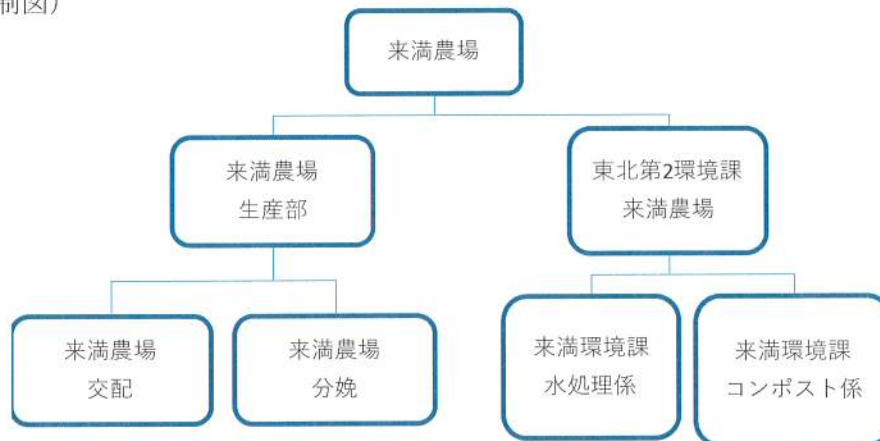 制図）
来満農場
来満農場
生産部
東北第2環境課
来満農場
来満農場
交配
来満農場
分娩
来満環境課
水処理係
来満環境課
コンポスト係